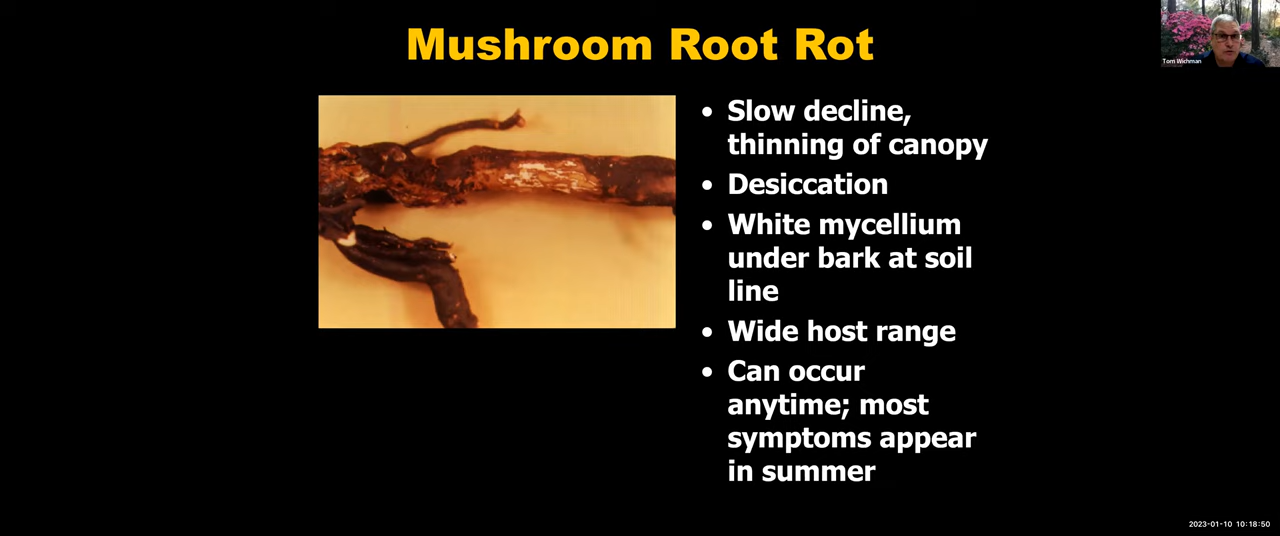 Mushroom Root Rot
Tom Wichman
• Slow decline,
thinning of canopy
• Desiccation
• White mycellium
under bark at soil
line
• Wide host range
• Can occur
anytime; most
symptoms appear
in summer
2023-01-10 10:18:50